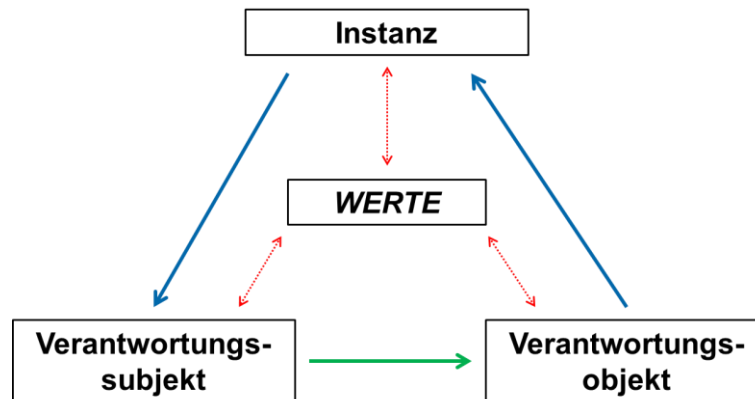 Instanz
WERTE
Verantwortungs-
subjekt
Verantwortungs-
objekt